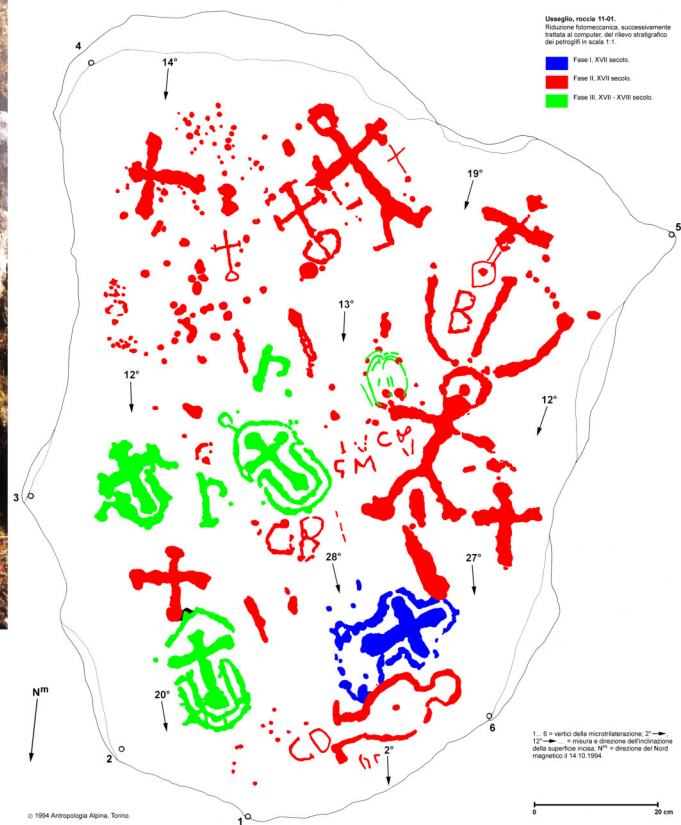 Usseglio, roccia 11-01.
Riduzione fotomeccanica, successivamente
trattata al computer, del rilievo stratigrafico
dei petroglifi in scala 1:1.
Fase I, XVII secolo.
Fase II, XVII secolo.
Fase III, XVII - XVIII secolo.
4
14°
19°
5
B
13°
12°
12°
3
CB
28°
27°
Nm
20°
6
2
CD
2°
1
1... 6 = vertici della microtrilaterazione; 2°
12° ... = misura e direzione dell'inclinazione
della superficie incisa; Nm = direzione del Nord
magnetico il 14.10.1994.
0 20 cm
© 1994 Antropologia Alpina, Torino.